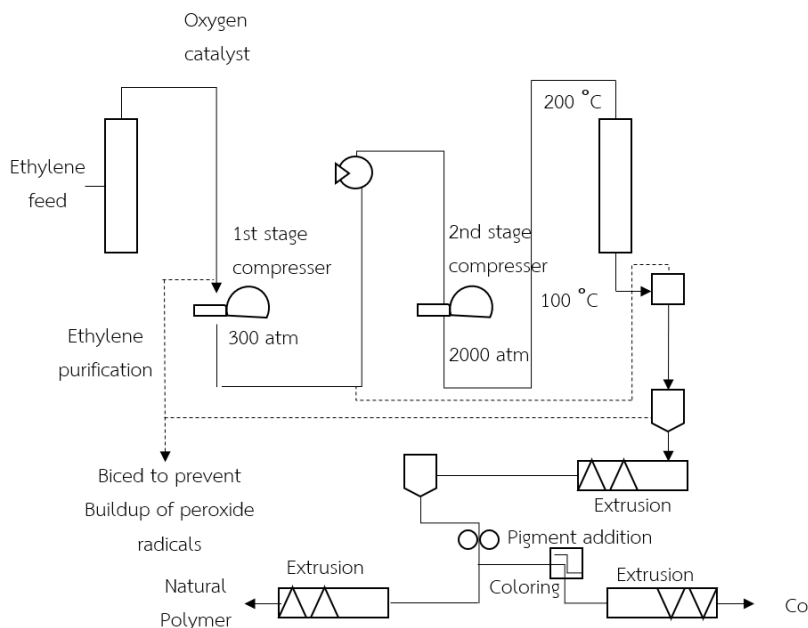 Oxygen
catalyst
200 °C
Ethylene
feed
1st stage
compresser
2nd stage
compresser
100 °C
300 atm
Ethylene
purification
2000 atm
Biced to prevent
Buildup of peroxide
radicals
Extrusion
Pigment addition
Extrusion
Coloring
Extrusion
Natural
Polymer
Co